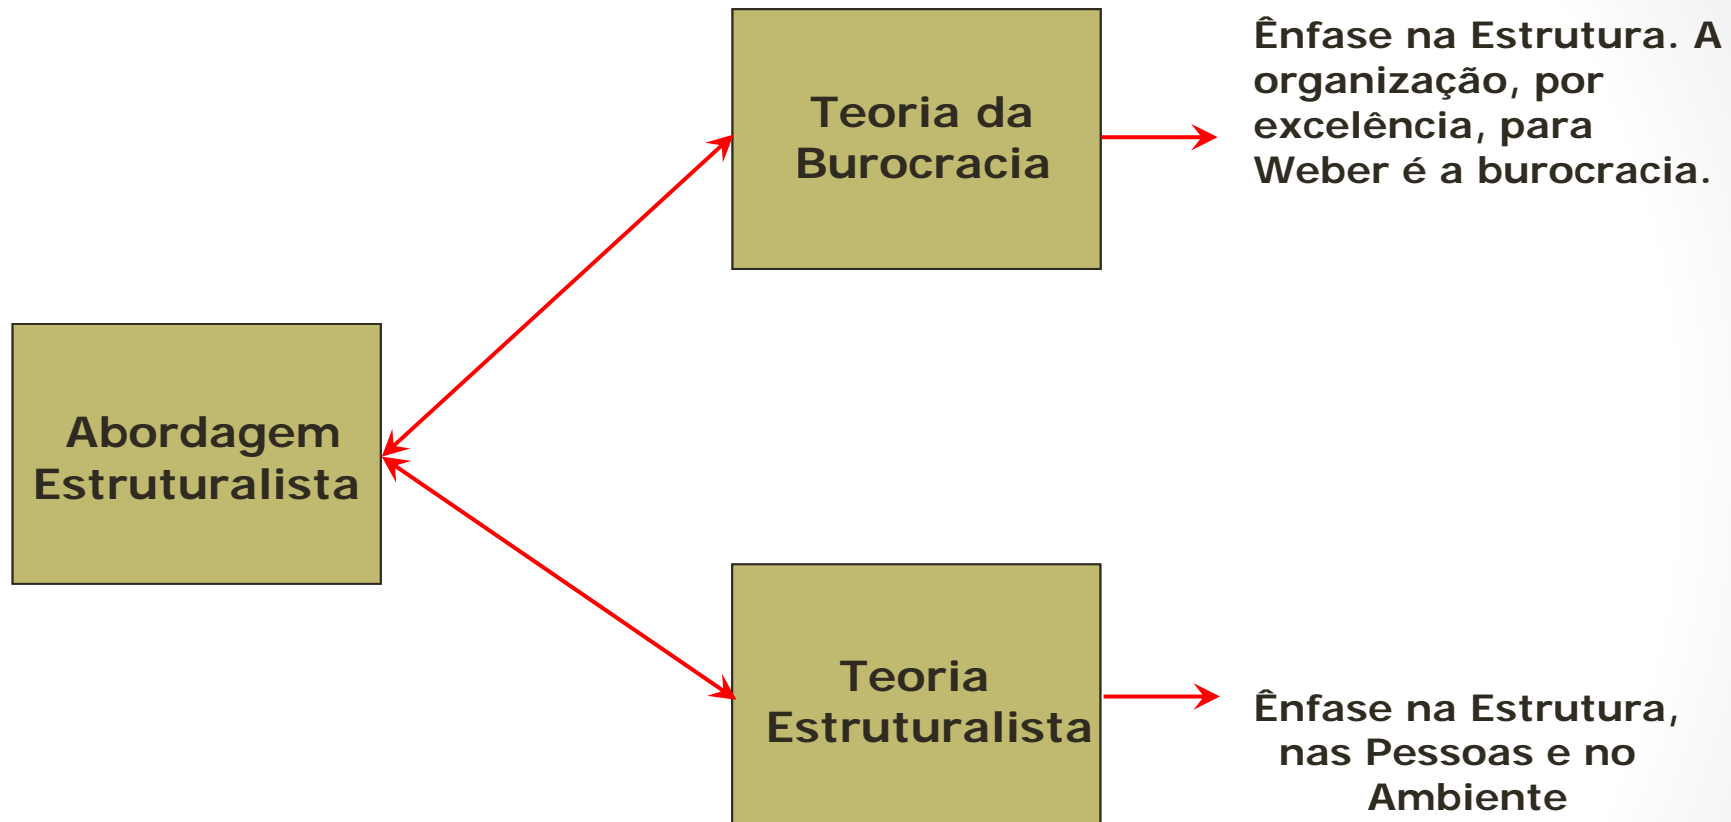 Ênfase na Estrutura. A
organização, por
excelência, para
Weber é a burocracia.
Teoria da
Burocracia
Abordagem
Estruturalista
Teoria
Estruturalista
Ênfase na Estrutura,
nas Pessoas e no
Ambiente